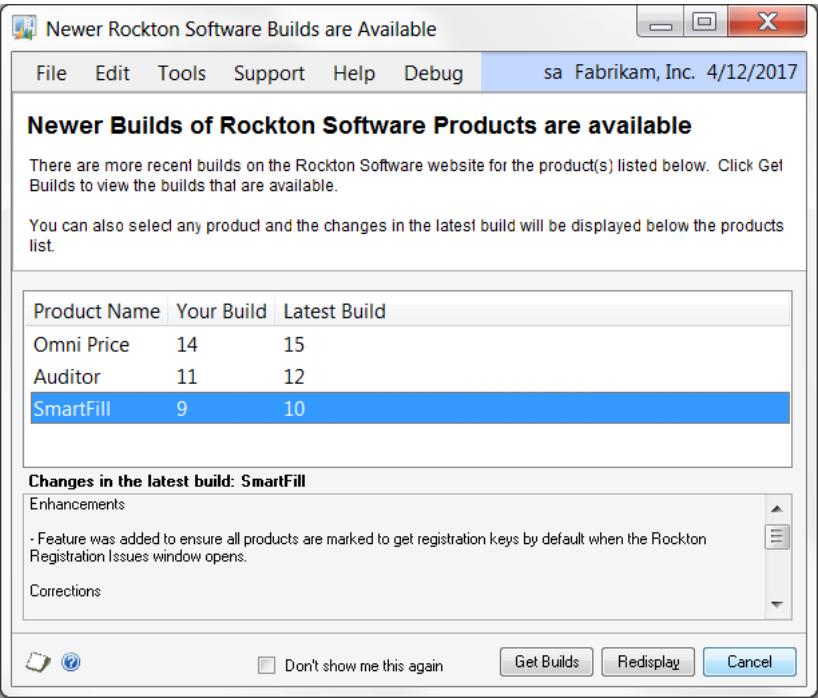 Newer Rockton Software Builds are Available
File Edit Tools Support Help Debug sa Fabrikam, Inc. 4/12/2017
Newer Builds of Rockton Software Products are available
There are more recent builds on the Rockton Software website for the product(s) listed below. Click Get
Builds to view the builds that are available.
You can also select any product and the changes in the latest build will be displayed below the products
list.
Product Name Your Build Latest Build
Omni Price 14 15
Auditor 11 12
SmartFill 9 10
Changes in the latest build: SmartFill
Enhancements
- Feature was added to ensure all products are marked to get registration keys by default when the Rockton
Registration Issues window opens.
Corrections
Don't show me this again Get Builds Redisplay Cancel